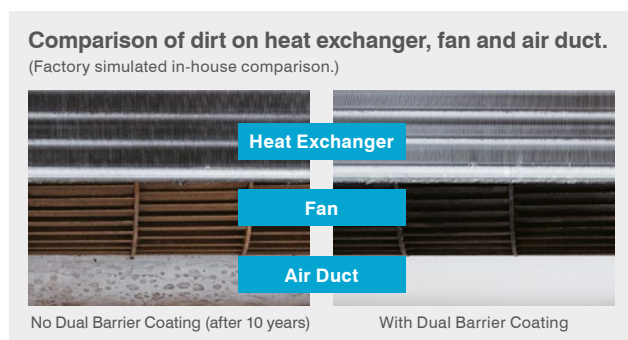 Comparison of dirt on heat exchanger, fan and air duct.
(Factory simulated in-house comparison.)
Heat Exchanger
Fan
Air Duct
No Dual Barrier Coating (after 10 years)
With Dual Barrier Coating